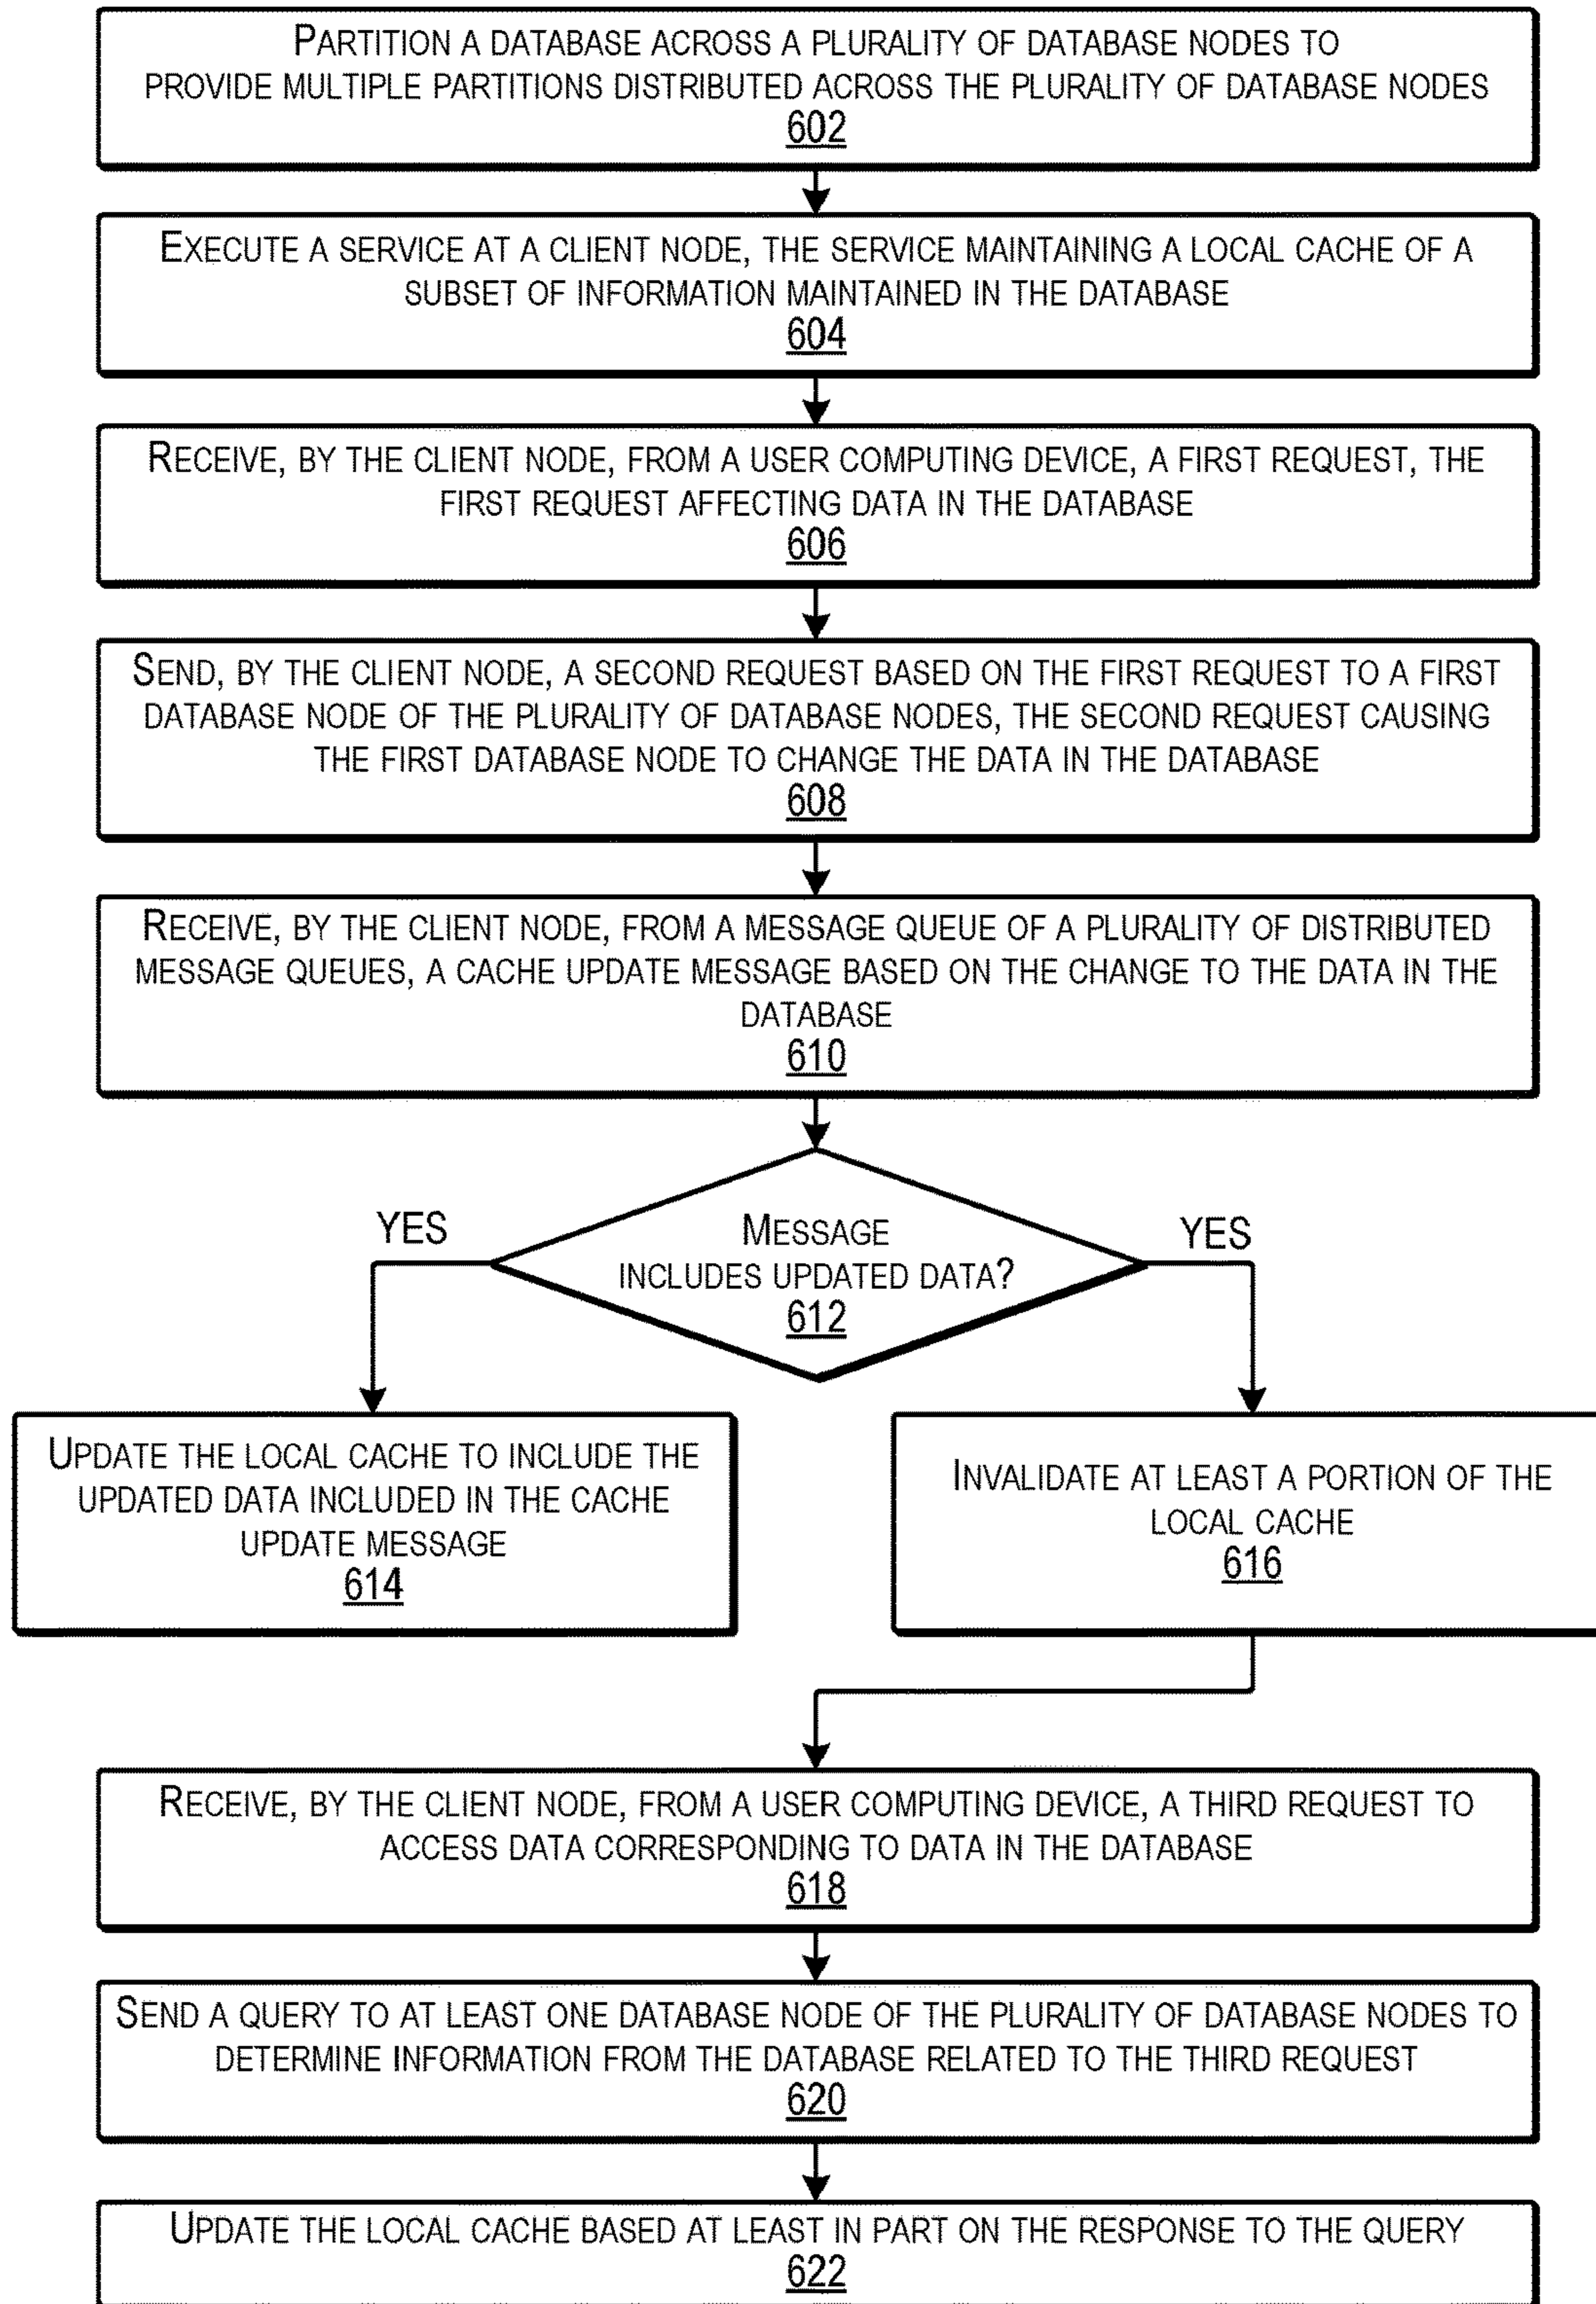 PARTITION A DATABASE ACROSS A PLURALITY OF DATABASE NODES TO
PROVIDE MULTIPLE PARTITIONS DISTRIBUTED ACROSS THE PLURALITY OF DATABASE NODES
602
EXECUTE A SERVICE AT A CLIENT NODE, THE SERVICE MAINTAINING A LOCAL CACHE OF A
SUBSET OF INFORMATION MAINTAINED IN THE DATABASE
604
RECEIVE, BY THE CLIENT NODE, FROM A USER COMPUTING DEVICE, A FIRST REQUEST, THE
FIRST REQUEST AFFECTING DATA IN THE DATABASE
606
SEND, BY THE CLIENT NODE, A SECOND REQUEST BASED ON THE FIRST REQUEST TO A FIRST
DATABASE NODE OF THE PLURALITY OF DATABASE NODES, THE SECOND REQUEST CAUSING
THE FIRST DATABASE NODE TO CHANGE THE DATA IN THE DATABASE
608
RECEIVE, BY THE CLIENT NODE, FROM A MESSAGE QUEUE OF A PLURALITY OF DISTRIBUTED
MESSAGE QUEUES, A CACHE UPDATE MESSAGE BASED ON THE CHANGE TO THE DATA IN THE
DATABASE
610
YES
MESSAGE
INCLUDES UPDATED DATA?
612
YES
UPDATE THE LOCAL CACHE TO INCLUDE THE
UPDATED DATA INCLUDED IN THE CACHE
UPDATE MESSAGE
614
INVALIDATE AT LEAST A PORTION OF THE
LOCAL CACHE
616
RECEIVE, BY THE CLIENT NODE, FROM A USER COMPUTING DEVICE, A THIRD REQUEST TO
ACCESS DATA CORRESPONDING TO DATA IN THE DATABASE
618
SEND A QUERY TO AT LEAST ONE DATABASE NODE OF THE PLURALITY OF DATABASE NODES TO
DETERMINE INFORMATION FROM THE DATABASE RELATED TO THE THIRD REQUEST
620
UPDATE THE LOCAL CACHE BASED AT LEAST IN PART ON THE RESPONSE TO THE QUERY
622